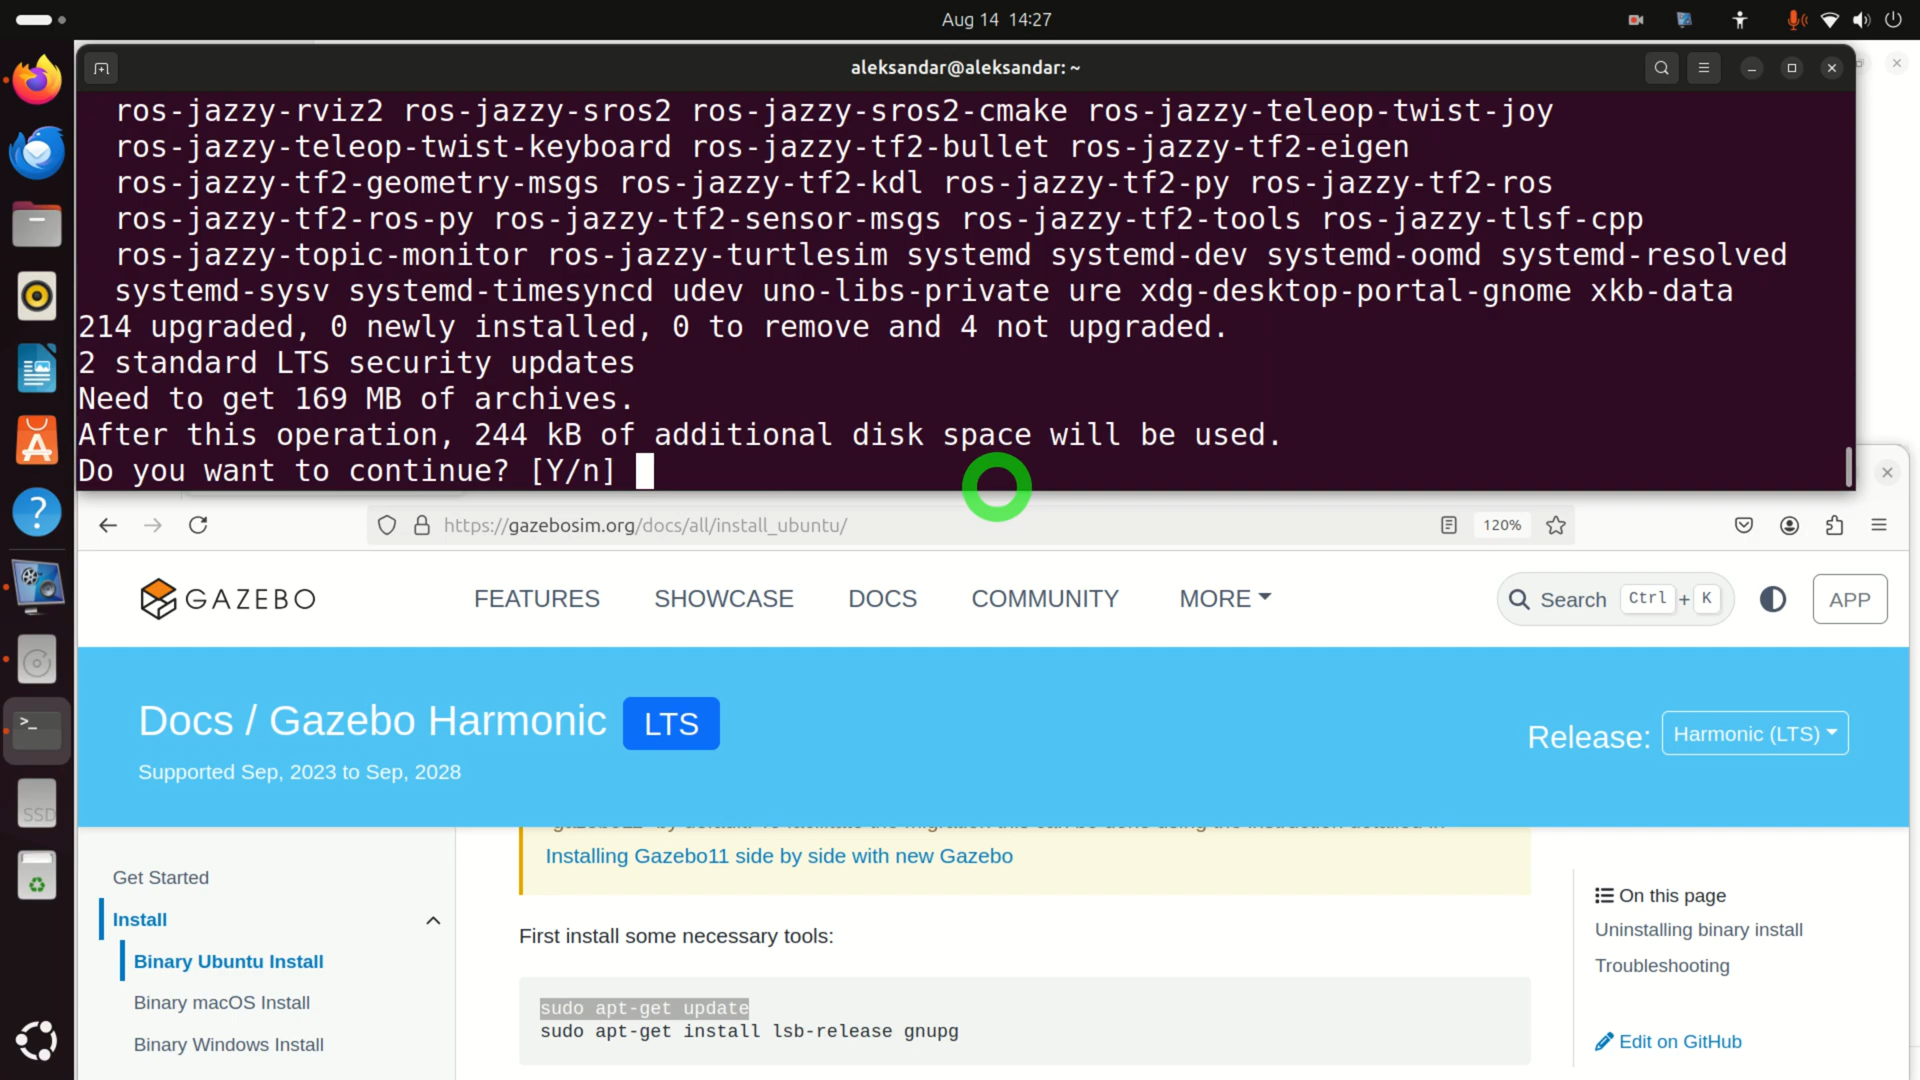 Aug 14 14:27
aleksandar@aleksandar: ~
ros-jazzy-rviz2 ros-jazzy-sros2 ros-jazzy-sros2-cmake ros-jazzy-teleop-twist-joy
ros-jazzy-teleop-twist-keyboard ros-jazzy-tf2-bullet ros-jazzy-tf2-eigen
ros-jazzy-tf2-geometry-msgs ros-jazzy-tf2-kdl ros-jazzy-tf2-py ros-jazzy-tf2-ros
ros-jazzy-tf2-ros-py ros-jazzy-tf2-sensor-msgs ros-jazzy-tf2-tools ros-jazzy-tlsf-cpp
ros-jazzy-topic-monitor ros-jazzy-turtlesim systemd systemd-dev systemd-oomd systemd-resolved
systemd-sysv systemd-timesyncd udev uno-libs-private ure xdg-desktop-portal-gnome xkb-data
214 upgraded, 0 newly installed, 0 to remove and 4 not upgraded.
2 standard LTS security updates
Need to get 169 MB of archives.
After this operation, 244 kB of additional disk space will be used.
Do you want to continue? [Y/n]
https://gazebosim.org/docs/all/install_ubuntu/
120%
GAZEBO FEATURES SHOWCASE DOCS COMMUNITY MORE Search Ctrl + K APP
Docs / Gazebo Harmonic LTS
Release: Harmonic (LTS)
Supported Sep, 2023 to Sep, 2028
SSD
Get Started
Install
Binary Ubuntu Install
Binary macOS Install
Binary Windows Install
Installing Gazebo11 side by side with new Gazebo
First install some necessary tools:
sudo apt-get update
sudo apt-get install lsb-release gnupg
On this page
Uninstalling binary install
Troubleshooting
Edit on GitHub